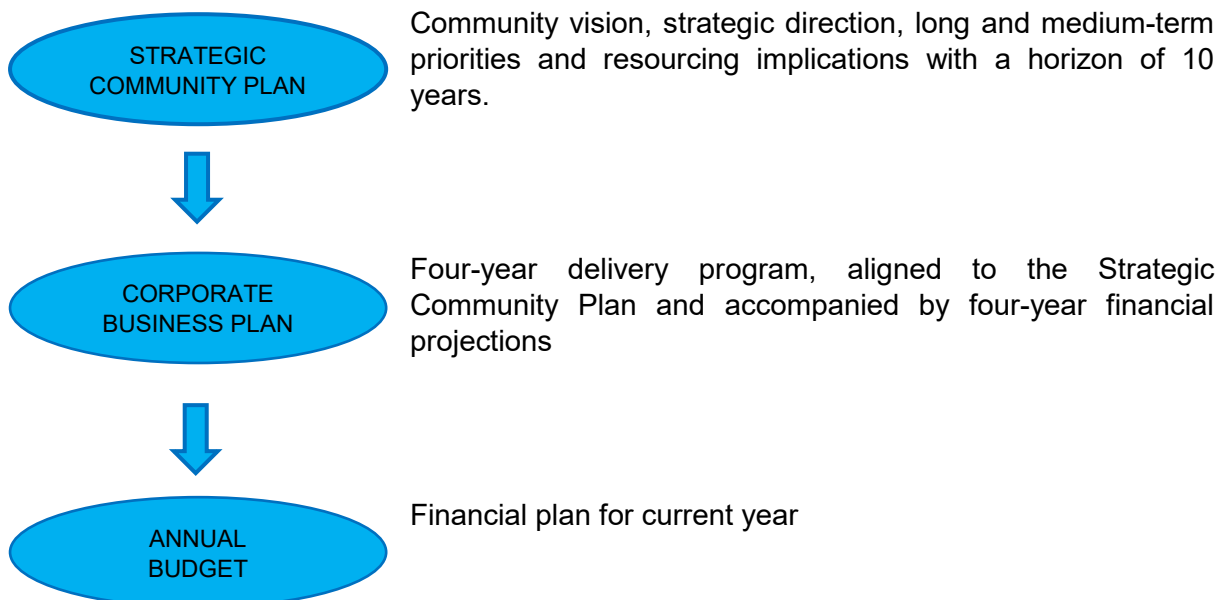 STRATEGIC
COMMUNITY PLAN
Community vision, strategic direction, long and medium-term
priorities and resourcing implications with a horizon of 10
years.
CORPORATE
BUSINESS PLAN
Four-year delivery program, aligned to the Strategic
Community Plan and accompanied by four-year financial
projections
ANNUAL
BUDGET
Financial plan for current year